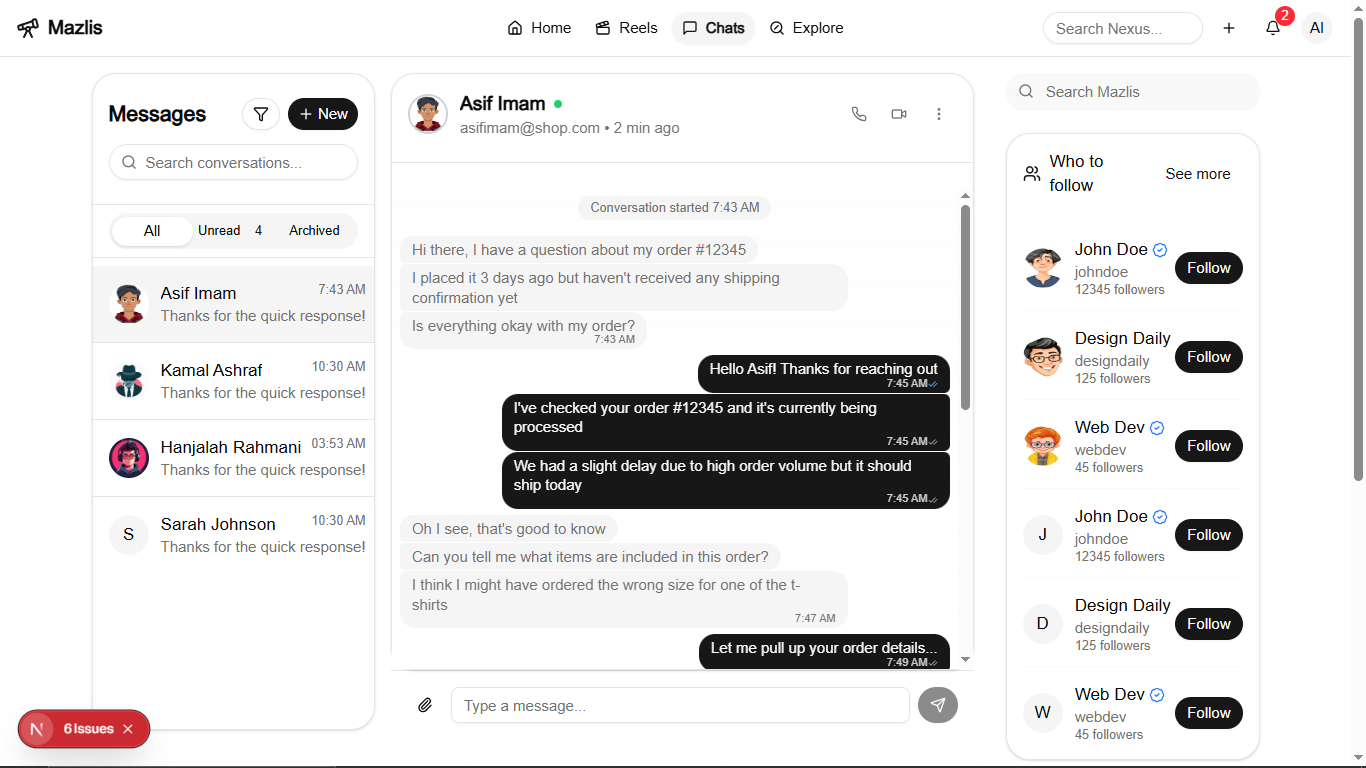 Mazlis
Home
Reels
Chats
Explore
Search Nexus...
2
AI
Messages
New
Search conversations...
All
Unread 4
Archived
Asif Imam 7:43 AM
Thanks for the quick response!
Kamal Ashraf 10:30 AM
Thanks for the quick response!
Hanjalah Rahmani 03:53 AM
Thanks for the quick response!
S
Sarah Johnson 10:30 AM
Thanks for the quick response!
N 6 Issues
Asif Imam
asifimam@shop.com • 2 min ago
Conversation started 7:43 AM
Hi there, I have a question about my order #12345
I placed it 3 days ago but haven't received any shipping
confirmation yet
Is everything okay with my order?
7:43 AM
Hello Asif! Thanks for reaching out
7:45 AM
I've checked your order #12345 and it's currently being
processed
7:45 AM
We had a slight delay due to high order volume but it should
ship today
7:45 AM
Oh I see, that's good to know
Can you tell me what items are included in this order?
I think I might have ordered the wrong size for one of the t-
shirts
7:47 AM
Let me pull up your order details...
7:49 AM
Type a message...
Search Mazlis
Who to
follow
See more
John Doe
johndoe
12345 followers
Follow
Design Daily
designdaily
125 followers
Follow
Web Dev
webdev
45 followers
Follow
J
John Doe
johndoe
12345 followers
Follow
D
Design Daily
designdaily
125 followers
Follow
W
Web Dev
webdev
45 followers
Follow